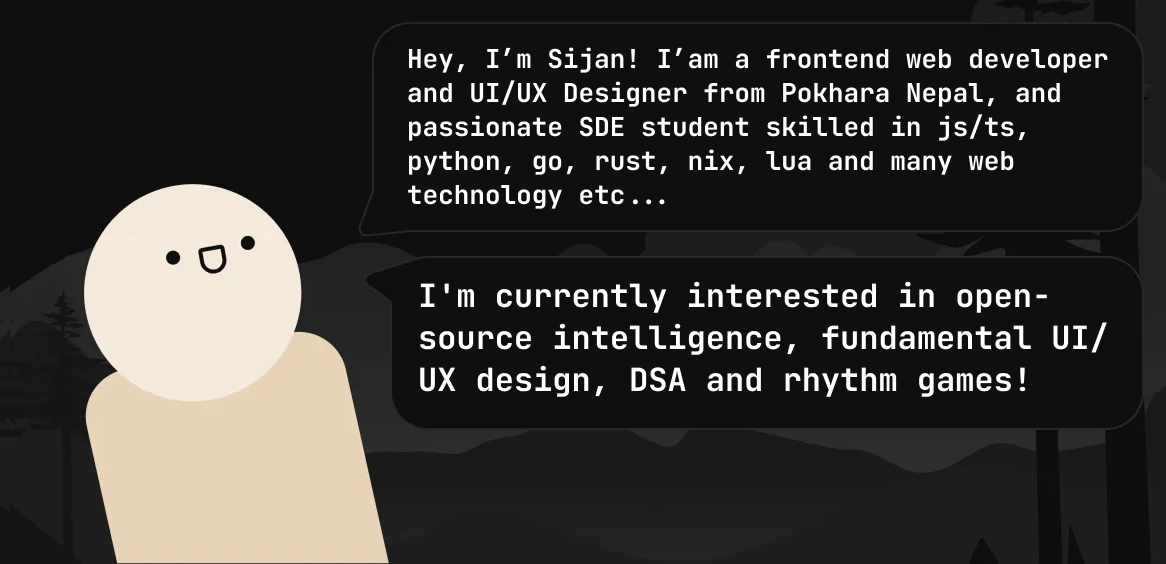 Hey, I’m Sijan! I’am a frontend web developer
and UI/UX Designer from Pokhara Nepal, and
passionate SDE student skilled in js/ts,
python, go, rust, nix, lua and many web
technology etc...
I'm currently interested in open-
source intelligence, fundamental UI/
UX design, DSA and rhythm games!